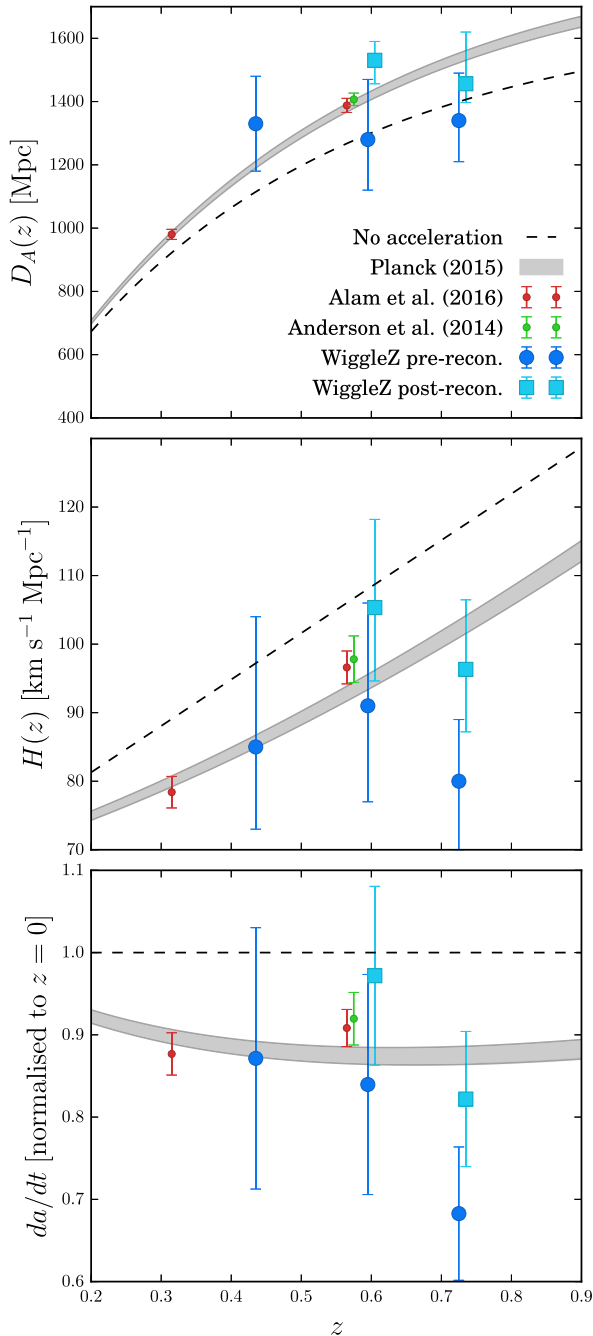 1600
1400
1200
1000
800
600
400
D_A(z) [Mpc]
No acceleration
Planck (2015)
Alam et al. (2016)
Anderson et al. (2014)
WiggleZ pre-recon.
WiggleZ post-recon.
120
110
100
90
80
70
H(z) [km s⁻¹ Mpc⁻¹]
1.1
1.0
0.9
0.8
0.7
0.6
da/dt [normalised to z = 0]
0.2 0.3 0.4 0.5 0.6 0.7 0.8 0.9
z